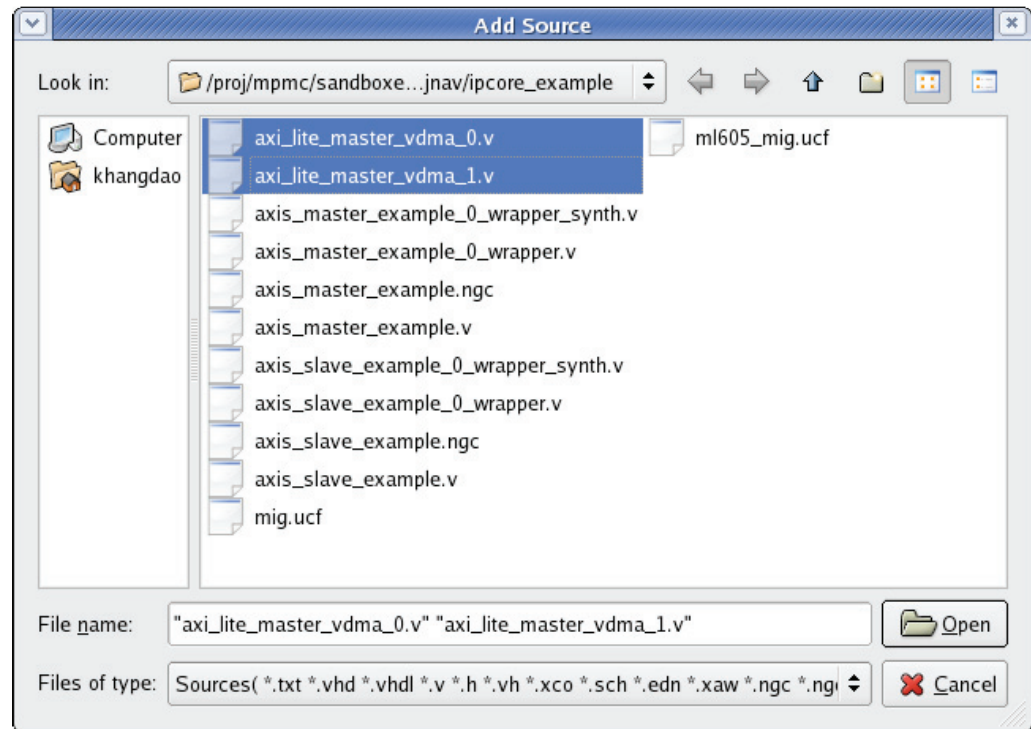 Add Source
Look in: /proj/mpmc/sandboxe...jnav/ipcore_example
Computer
khangdao
axi_lite_master_vdma_0.v
axi_lite_master_vdma_1.v
axis_master_example_0_wrapper_synth.v
axis_master_example_0_wrapper.v
axis_master_example.ngc
axis_master_example.v
axis_slave_example_0_wrapper_synth.v
axis_slave_example_0_wrapper.v
axis_slave_example.ngc
axis_slave_example.v
mig.ucf
ml605_mig.ucf
File name: "axi_lite_master_vdma_0.v" "axi_lite_master_vdma_1.v"
Open
Files of type: Sources( *.txt *.vhd *.vhdl *.v *.h *.vh *.xco *.sch *.edn *.xaw *.ngc
Cancel